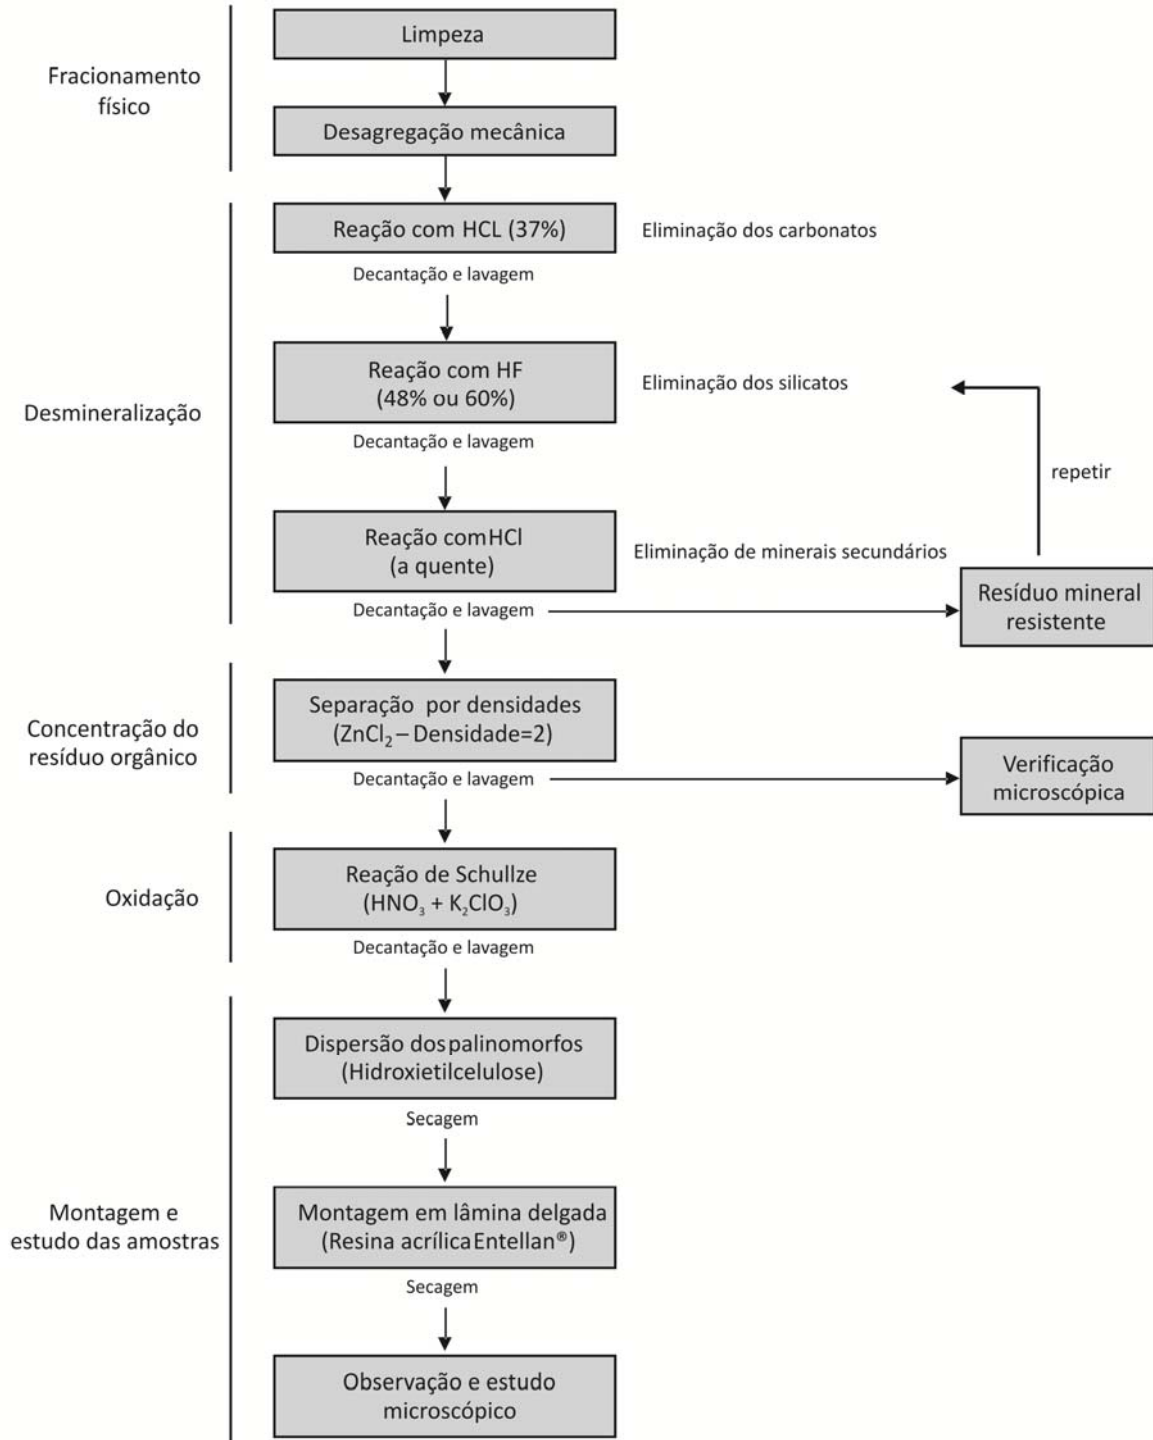 Fracionamento
físico
Limpeza
Desagregação mecânica
Desmineralização
Reação com HCL (37%)
Eliminação dos carbonatos
Decantação e lavagem
Reação com HF
(48% ou 60%)
Eliminação dos silicatos
Decantação e lavagem
repetir
Reação comHCl
(a quente)
Eliminação de minerais secundários
Decantação e lavagem
Resíduo mineral
resistente
Concentração do
resíduo orgânico
Separação por densidades
(ZnCl₂ – Densidade=2)
Decantação e lavagem
Verificação
microscópica
Oxidação
Reação de Schullze
(HNO₃ + K₂ClO₃)
Decantação e lavagem
Montagem e
estudo das amostras
Dispersão dospalinomorfos
(Hidroxietilcelulose)
Secagem
Montagem em lâmina delgada
(Resina acrílicaEntellan®)
Secagem
Observação e estudo
microscópico